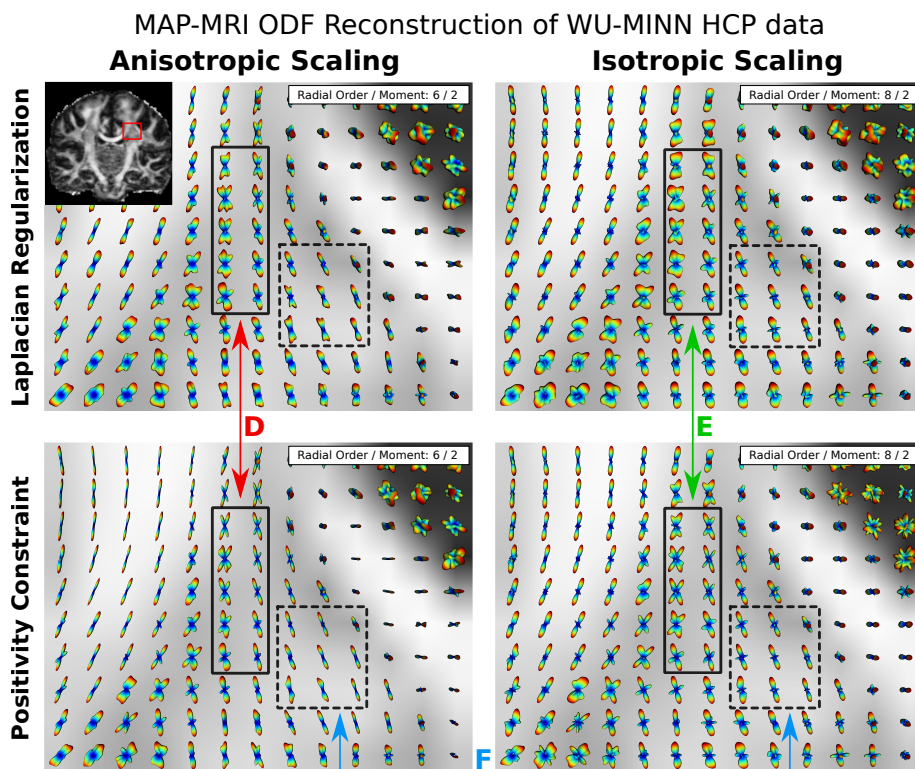 MAP-MRI ODF Reconstruction of WU-MINN HCP data
Anisotropic Scaling
Isotropic Scaling
Laplacian Regularization
Radial Order / Moment: 6 / 2
Radial Order / Moment: 8 / 2
D
E
Positivity Constraint
Radial Order / Moment: 6 / 2
Radial Order / Moment: 8 / 2
F